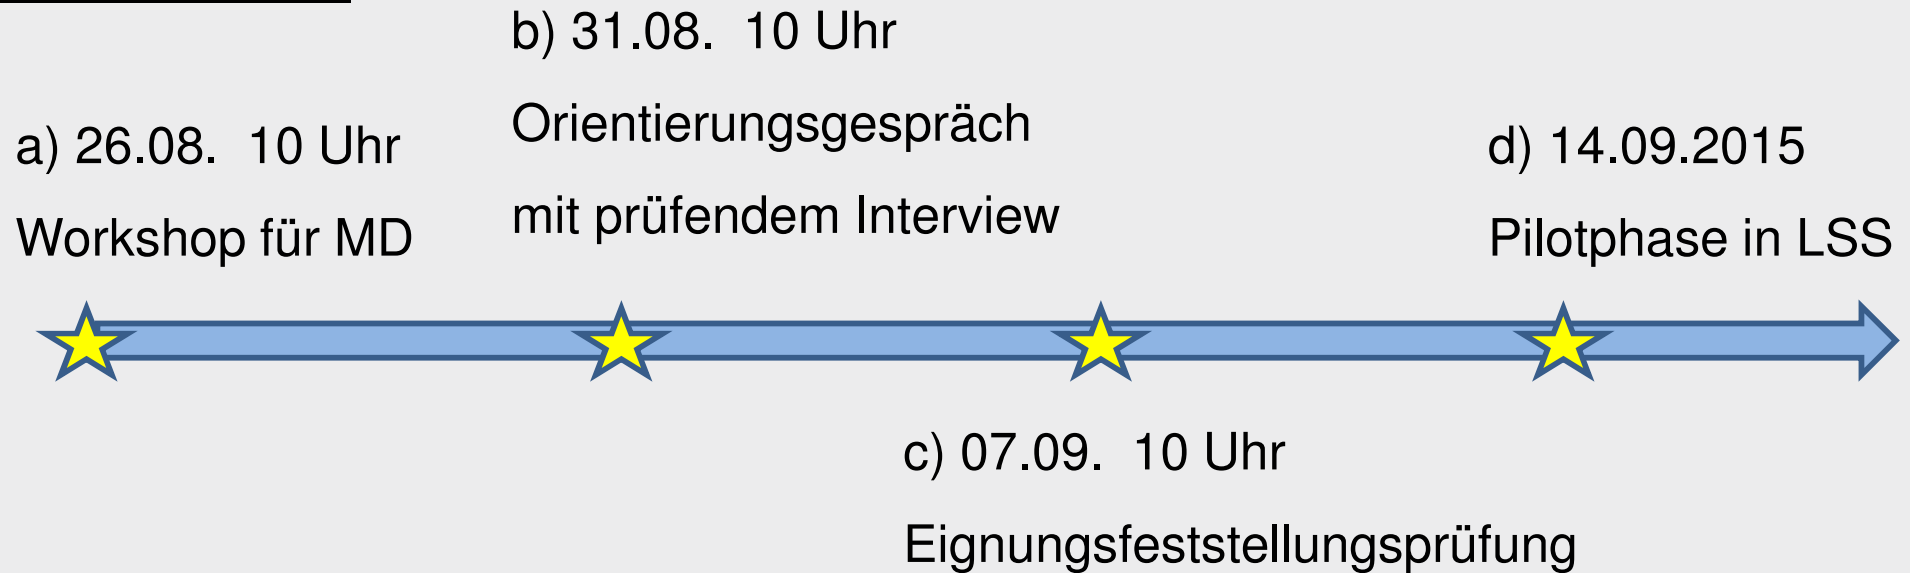 a) 26.08.  10 Uhr
Workshop für MD
b) 31.08.  10 Uhr
Orientierungsgespräch
mit prüfendem Interview
c) 07.09.  10 Uhr
Eignungsfeststellungsprüfung
d) 14.09.2015
Pilotphase in LSS